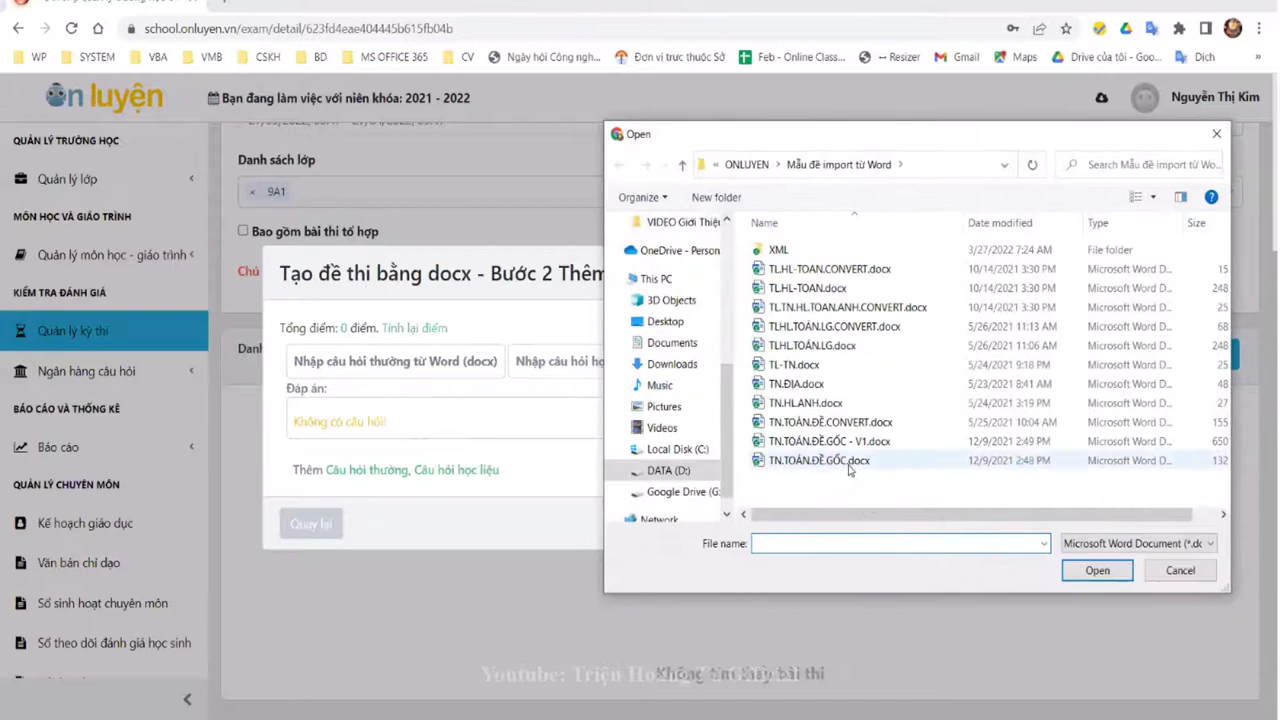 school.onluyen.vn/exam/detail/623fd4eae404445b615fb04b
WP SYSTEM VBA VMB CSKH BD MS OFFICE 365 CV Ngày hội Công ngh... Đơn vị trực thuộc Sở Feb - Online Class... -- Resizer Gmail Maps Drive của tôi - Goo... Dịch »
ôn luyện
Bạn đang làm việc với niên khóa: 2021 - 2022
Nguyễn Thị Kim
QUẢN LÝ TRƯỜNG HỌC
Quản lý lớp
MÔN HỌC VÀ GIÁO TRÌNH
Quản lý môn học - giáo trình
KIỂM TRA ĐÁNH GIÁ
Quản lý kỳ thi
Ngân hàng câu hỏi
BÁO CÁO VÀ THỐNG KÊ
Báo cáo
QUẢN LÝ CHUYÊN MÔN
Kế hoạch giáo dục
Văn bản chỉ đạo
Sổ sinh hoạt chuyên môn
Sổ theo dõi đánh giá học sinh
Danh sách lớp
× 9A1
Bao gồm bài thi tổ hợp
Chú
Danh
Tạo đề thi bằng docx - Bước 2 Thêm
Tổng điểm: 0 điểm. Tính lại điểm
Nhập câu hỏi thường từ Word (docx)
Nhập câu hỏi họ
Đáp án:
Không có câu hỏi!
Thêm Câu hỏi thường, Câu hỏi học liệu
Quay lại
Open
« ONLUYEN › Mẫu đề import từ Word ›
Search Mẫu đề import từ Wo...
Organize New folder
VIDEO Giới Thiệ
OneDrive - Person
This PC
3D Objects
Desktop
Documents
Downloads
Music
Pictures
Videos
Local Disk (C:)
DATA (D:)
Google Drive (G:
Network
Name Date modified Type Size
XML 3/27/2022 7:24 AM File folder
TL.HL-TOAN.CONVERT.docx 10/14/2021 3:30 PM Microsoft Word D... 15
TL.HL-TOAN.docx 10/14/2021 3:30 PM Microsoft Word D... 248
TL.TN.HL.TOAN.ANH.CONVERT.docx 10/14/2021 3:30 PM Microsoft Word D...
TLHL.TOÁN.LG.CONVERT.docx 5/26/2021 11:13 AM Microsoft Word D... 68
TLHL.TOÁN.LG.docx 5/26/2021 11:06 AM Microsoft Word D... 248
TL-TN.docx 5/24/2021 9:18 PM Microsoft Word D... 25
TN.ĐỊA.docx 5/23/2021 8:41 AM Microsoft Word D... 48
TN.HL.ANH.docx 5/24/2021 3:19 PM Microsoft Word D... 27
TN.TOÁN.ĐỀ.CONVERT.docx 5/25/2021 10:04 AM Microsoft Word D... 155
TN.TOÁN.ĐỀ.GỐC - V1.docx 12/9/2021 2:49 PM Microsoft Word D... 650
TN.TOÁN.ĐỀ.GỐC.docx 12/9/2021 2:48 PM Microsoft Word D... 132
File name:
Microsoft Word Document (*.dc
Open Cancel
Youtube: Triện
Không tìm thấy bài thi